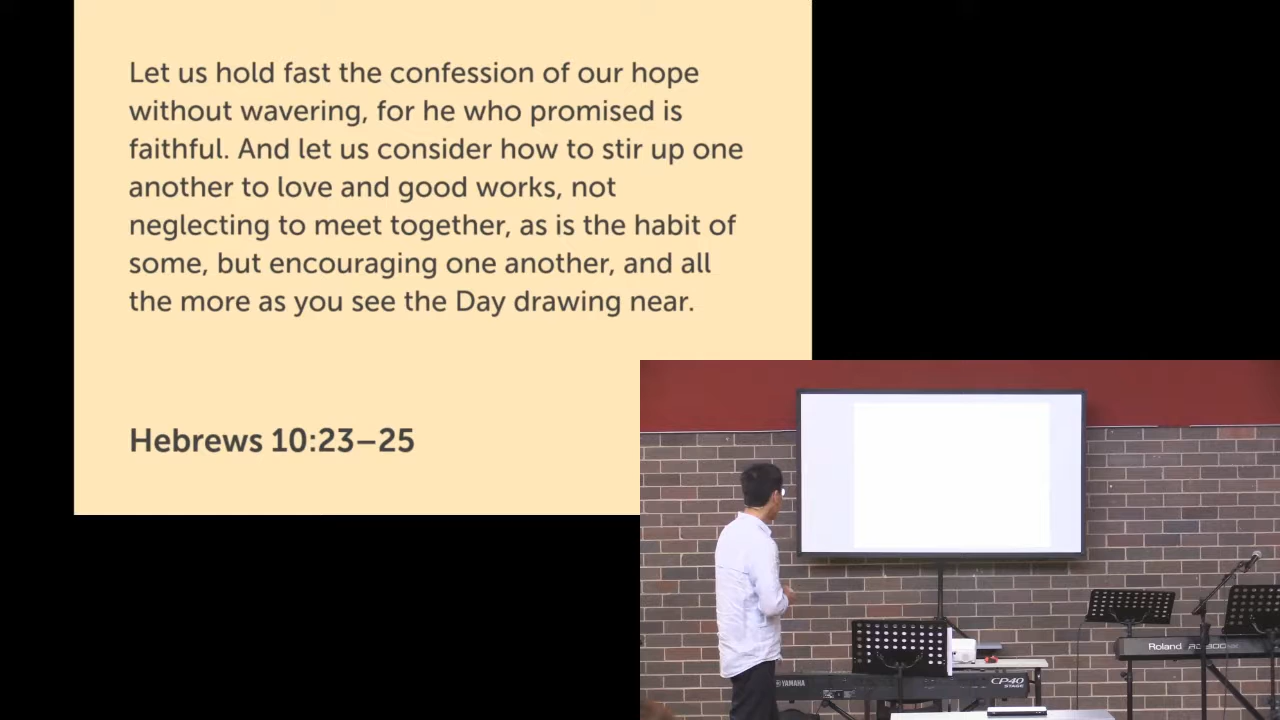 Let us hold fast the confession of our hope
without wavering, for he who promised is
faithful. And let us consider how to stir up one
another to love and good works, not
neglecting to meet together, as is the habit of
some, but encouraging one another, and all
the more as you see the Day drawing near.
Hebrews 10:23–25
Roland
YAMAHA
CP40
STAGE